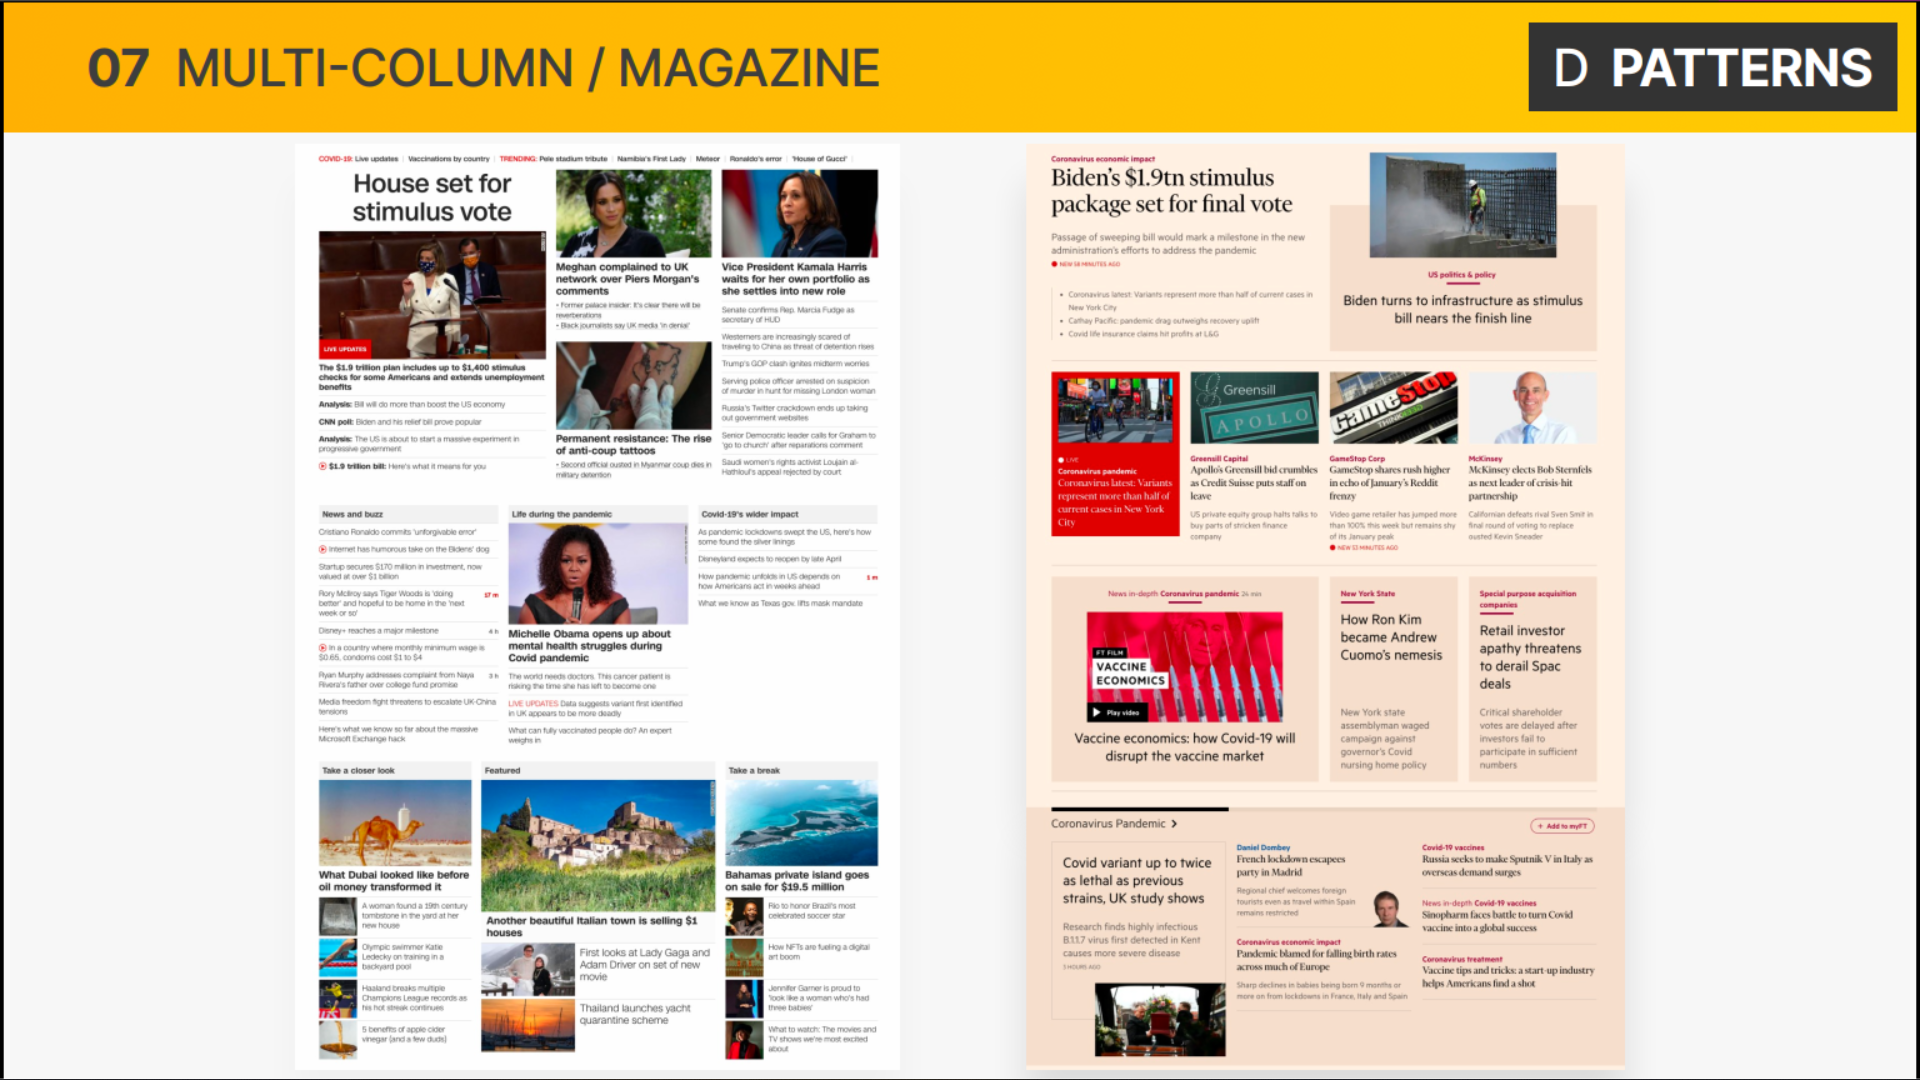 07 MULTI-COLUMN / MAGAZINE
D PATTERNS
COVID-19: Live updates | Vaccinations by country | TRENDING: Pele stadium tribute | Namibia's First Lady | Meteor | Ronaldo's error | 'House of Gucci' |
House set for
stimulus vote
LIVE UPDATES
The $1.9 trillion plan includes up to $1,400 stimulus
checks for some Americans and extends unemployment
benefits
Analysis: Bill will do more than boost the US economy
CNN poll: Biden and his relief bill prove popular
Analysis: The US is about to start a massive experiment in
progressive government
$1.9 trillion bill: Here's what it means for you
Meghan complained to UK
network over Piers Morgan's
comments
• Former palace insider: It's clear there will be
reverberations
• Black journalists say UK media 'in denial'
Permanent resistance: The rise
of anti-coup tattoos
• Second official ousted in Myanmar coup dies in
military detention
Vice President Kamala Harris
waits for her own portfolio as
she settles into new role
Senate confirms Rep. Marcia Fudge as
secretary of HUD
Westerners are increasingly scared of
traveling to China as threat of detention rises
Trump's GOP clash ignites midterm worries
Serving police officer arrested on suspicion
of murder in hunt for missing London woman
Russia's Twitter crackdown ends up taking
out government websites
Senior Democratic leader calls for Graham to
'go to church' after reparations comment
Saudi women's rights activist Loujain al-
Hathloul's appeal rejected by court
News and buzz
Cristiano Ronaldo commits 'unforgivable error'
Internet has humorous take on the Bidens' dog
Startup secures $170 million in investment, now
valued at over $1 billion
Rory McIlroy says Tiger Woods is 'doing
better' and hopeful to be home in the 'next
week or so'
17 m
Disney+ reaches a major milestone
4 h
In a country where monthly minimum wage is
$0.65, condoms cost $1 to $4
Ryan Murphy addresses complaint from Naya
Rivera's father over college fund promise
3 h
Media freedom fight threatens to escalate UK-China
tensions
Here's what we know so far about the massive
Microsoft Exchange hack
Life during the pandemic
Michelle Obama opens up about
mental health struggles during
Covid pandemic
The world needs doctors. This cancer patient is
risking the time she has left to become one
LIVE UPDATES Data suggests variant first identified
in UK appears to be more deadly
What can fully vaccinated people do? An expert
weighs in
Covid-19's wider impact
As pandemic lockdowns swept the US, here's how
some found the silver linings
Disneyland expects to reopen by late April
How pandemic unfolds in US depends on
how Americans act in weeks ahead
1 m
What we know as Texas gov. lifts mask mandate
Take a closer look
What Dubai looked like before
oil money transformed it
A woman found a 19th century
tombstone in the yard at her
new house
Olympic swimmer Katie
Ledecky on training in a
backyard pool
Haaland breaks multiple
Champions League records as
his hot streak continues
5 benefits of apple cider
vinegar (and a few duds)
Featured
Another beautiful Italian town is selling $1
houses
First looks at Lady Gaga and
Adam Driver on set of new
movie
Thailand launches yacht
quarantine scheme
Take a break
Bahamas private island goes
on sale for $19.5 million
Rio to honor Brazil's most
celebrated soccer star
How NFTs are fueling a digital
art boom
Jennifer Garner is proud to
'look like a woman who's had
three babies'
What to watch: The movies and
TV shows we're most excited
about
Coronavirus economic impact
Biden's $1.9tn stimulus
package set for final vote
Passage of sweeping bill would mark a milestone in the new
administration's efforts to address the pandemic
NEW 58 MINUTES AGO
• Coronavirus latest: Variants represent more than half of current cases in
New York City
• Cathay Pacific: pandemic drag outweighs recovery uplift
• Covid life insurance claims hit profits at L&G
US politics & policy
Biden turns to infrastructure as stimulus
bill nears the finish line
LIVE
Coronavirus pandemic
Coronavirus latest: Variants
represent more than half of
current cases in New York
City
Greensill
APOLLO
Greensill Capital
Apollo's Greensill bid crumbles
as Credit Suisse puts staff on
leave
US private equity group halts talks to
buy parts of stricken finance
company
GameStop
GameStop Corp
GameStop shares rush higher
in echo of January's Reddit
frenzy
Video game retailer has jumped more
than 100% this week but remains shy
of its January peak
NEW 53 MINUTES AGO
McKinsey
McKinsey elects Bob Sternfels
as next leader of crisis-hit
partnership
Californian defeats rival Sven Smit in
final round of voting to replace
ousted Kevin Sneader
News in-depth Coronavirus pandemic 24 min
FT FILM
VACCINE
ECONOMICS
Play video
Vaccine economics: how Covid-19 will
disrupt the vaccine market
New York State
How Ron Kim
became Andrew
Cuomo's nemesis
New York state
assemblyman waged
campaign against
governor's Covid
nursing home policy
Special purpose acquisition
companies
Retail investor
apathy threatens
to derail Spac
deals
Critical shareholder
votes are delayed after
investors fail to
participate in sufficient
numbers
Coronavirus Pandemic >
+ Add to myFT
Covid variant up to twice
as lethal as previous
strains, UK study shows
Research finds highly infectious
B.1.1.7 virus first detected in Kent
causes more severe disease
3 HOURS AGO
Daniel Dombey
French lockdown escapees
party in Madrid
Regional chief welcomes foreign
tourists even as travel within Spain
remains restricted
Coronavirus economic impact
Pandemic blamed for falling birth rates
across much of Europe
Sharp declines in babies being born 9 months or
more on from lockdowns in France, Italy and Spain
Covid-19 vaccines
Russia seeks to make Sputnik V in Italy as
overseas demand surges
News in-depth Covid-19 vaccines
Sinopharm faces battle to turn Covid
vaccine into a global success
Coronavirus treatment
Vaccine tips and tricks: a start-up industry
helps Americans find a shot